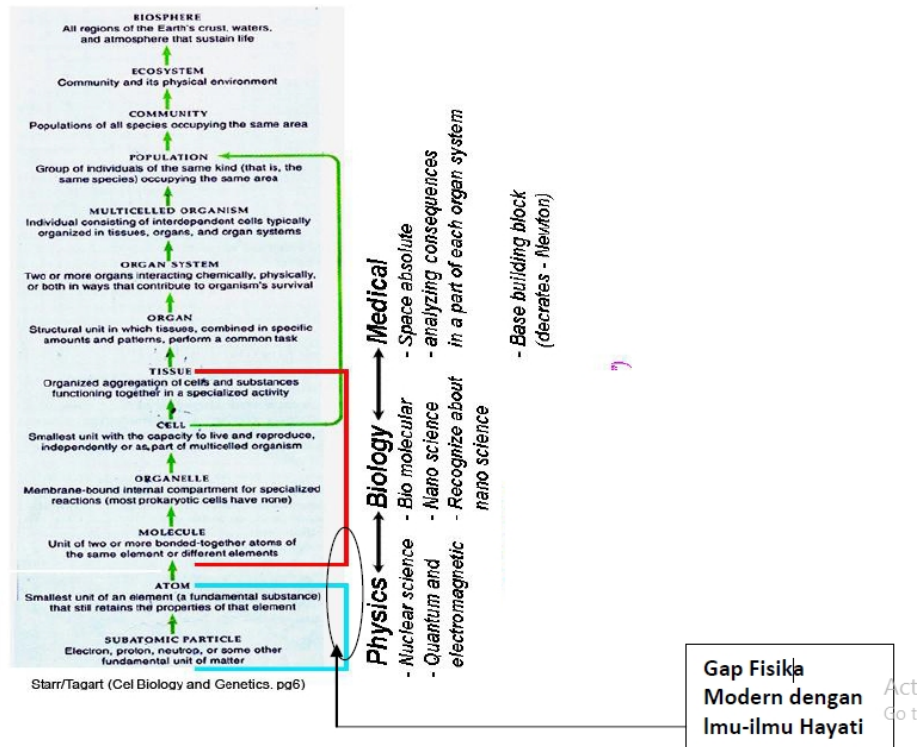 BIOSPHERE
All regions of the Earth's crust, waters,
and atmosphere that sustain life
ECOSYSTEM
Community and its physical environment
COMMUNITY
Populations of all species occupying the same area
POPULATION
Group of individuals of the same kind (that is, the
same species) occupying the same area
MULTICELLED ORGANISM
Individual consisting of interdependent cells typically
organized in tissues, organs, and organ systems
ORGAN SYSTEM
Two or more organs interacting chemically, physically,
or both in ways that contribute to organism's survival
ORGAN
Structural unit in which tissues, combined in specific
amounts and patterns, perform a common task
TISSUE
Organized aggregation of cells and substances
functioning together in a specialized activity
CELL
Smallest unit with the capacity to live and reproduce,
independently or as part of multicelled organism
ORGANELLE
Membrane-bound internal compartment for specialized
reactions (most prokaryotic cells have none)
MOLECULE
Unit of two or more bonded-together atoms of
the same element or different elements
ATOM
Smallest unit of an element (a fundamental substance)
that still retains the properties of that element
SUBATOMIC PARTICLE
Electron, proton, neutron, or some other
fundamental unit of matter
Starr/Tagart (Cel Biology and Genetics. pg6)
Physics
- Nuclear science
- Quantum and
electromagnetic
Biology
- Bio molecular
- Nano science
- Recognize about
nano science
Medical
- Space absolute
- analyzing consequences
in a part of each organ system
- Base building block
(decrates - Newton)
")
Gap Fisika
Modern dengan
Imu-ilmu Hayati
Act
Go t